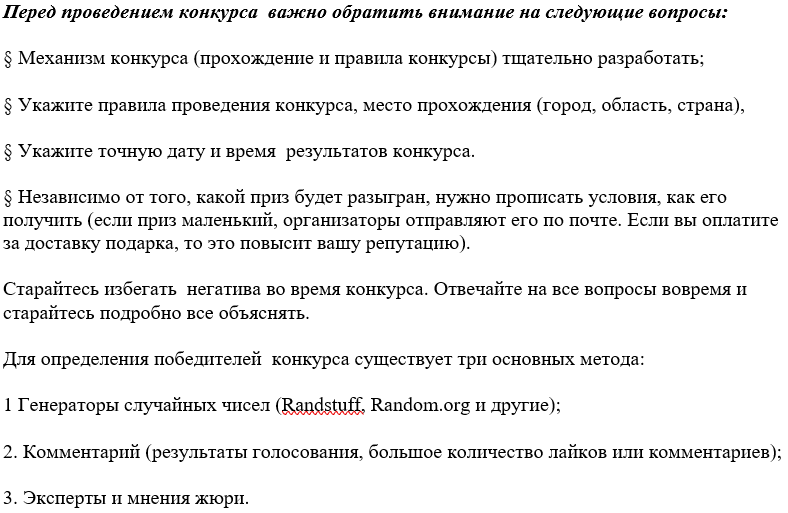 Перед проведением конкурса  важно обратить внимание на следующие вопросы:
§ Механизм конкурса (прохождение и правила конкурсы) тщательно разработать;
§ Укажите правила проведения конкурса, место прохождения (город, область, страна),
§ Укажите точную дату и время  результатов конкурса.
§ Независимо от того, какой приз будет разыгран, нужно прописать условия, как его
получить (если приз маленький, организаторы отправляют его по почте. Если вы оплатите
за доставку подарка, то это повысит вашу репутацию).
Старайтесь избегать  негатива во время конкурса. Отвечайте на все вопросы вовремя и
старайтесь подробно все объяснять.
Для определения победителей  конкурса существует три основных метода:
1 Генераторы случайных чисел (Randstuff, Random.org и другие);
2. Комментарий (результаты голосования, большое количество лайков или комментариев);
3. Эксперты и мнения жюри.